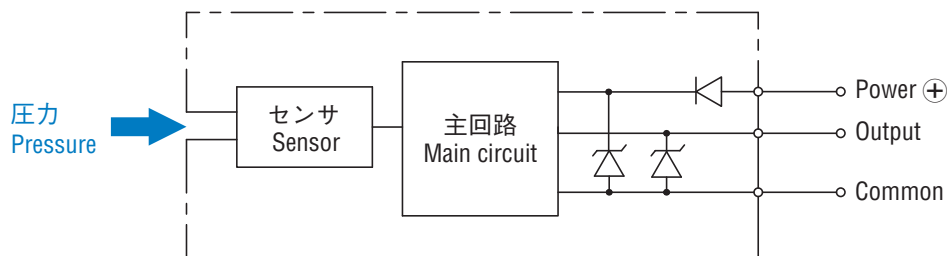 圧力
Pressure
センサ
Sensor
主回路
Main circuit
Power ⊕
Output
Common